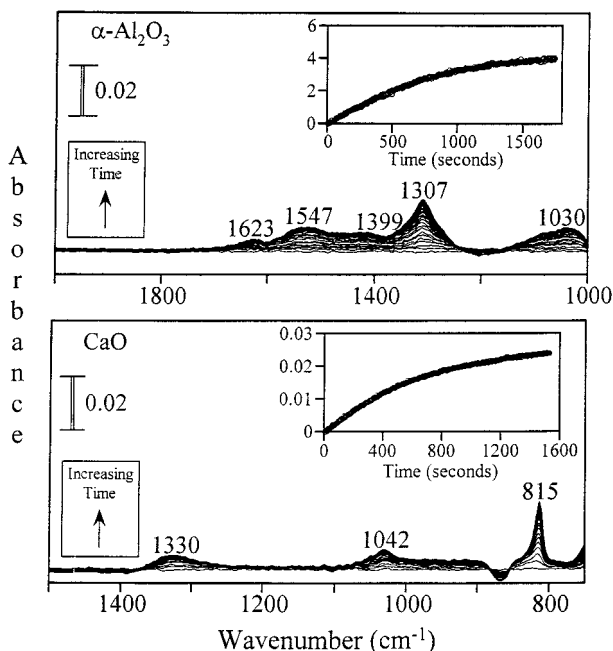 α-Al₂O₃
0.02
Increasing
Time
6
4
2
0
0 500 1000 1500
Time (seconds)
1623 1547 1399 1307 1030
1800 1400 1000
Absorbance
CaO
0.02
Increasing
Time
0.03
0.02
0.01
0
0 400 800 1200 1600
Time (seconds)
1330 1042 815
1400 1200 1000 800
Wavenumber (cm⁻¹)